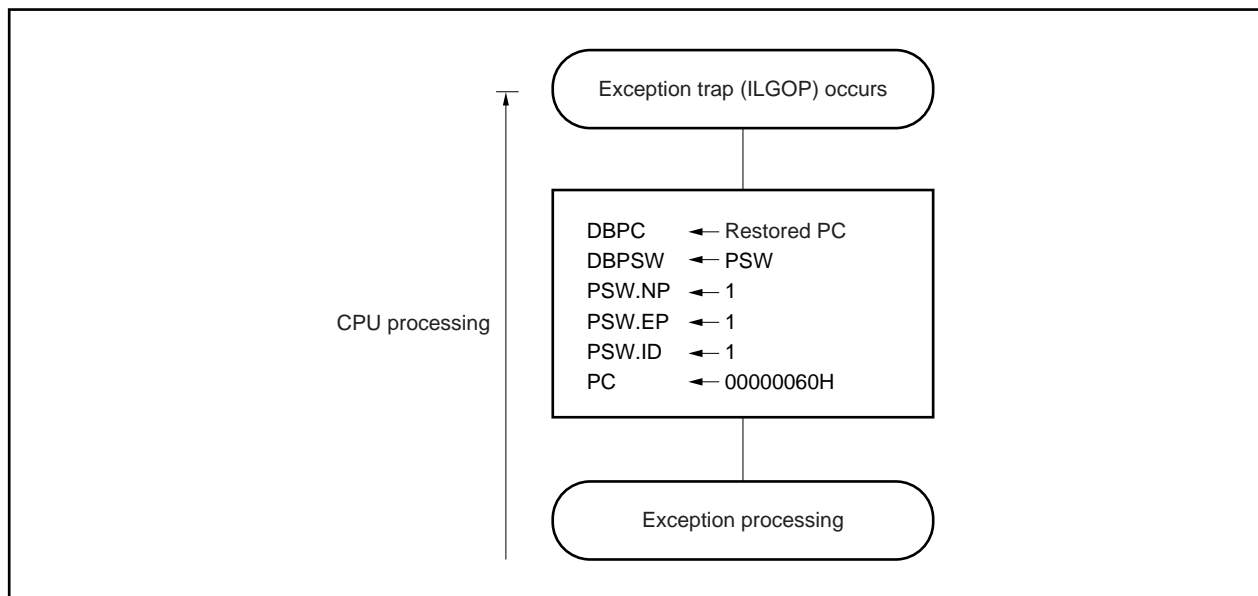 Exception trap (ILGOP) occurs
DBPC ← Restored PC
DBPSW ← PSW
PSW.NP ← 1
PSW.EP ← 1
PSW.ID ← 1
PC ← 00000060H
CPU processing
Exception processing